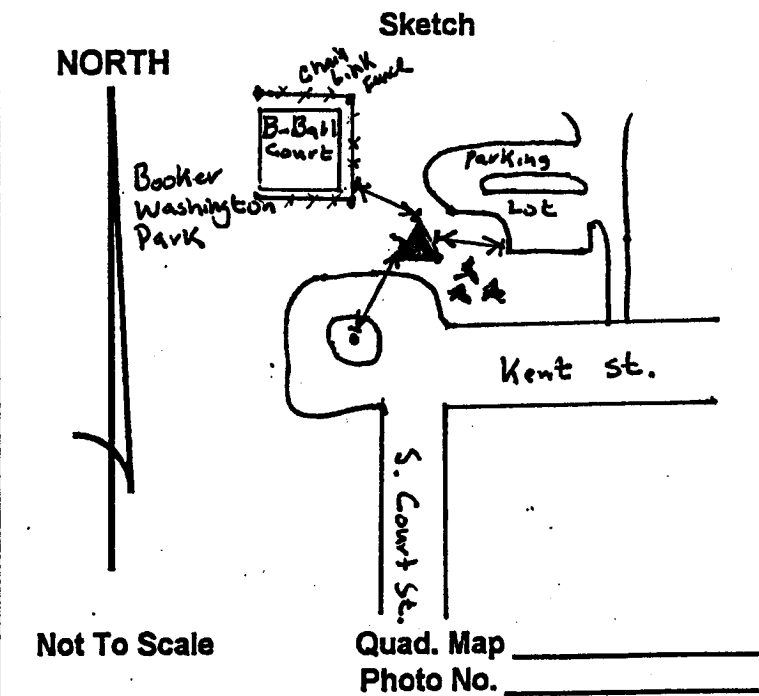 Sketch
NORTH
Chain
Link
Fence
B-Ball
Court
Booker
Washington
Park
Parking
Lot
Kent St.
S. Court St.
Not To Scale
Quad. Map
Photo No.